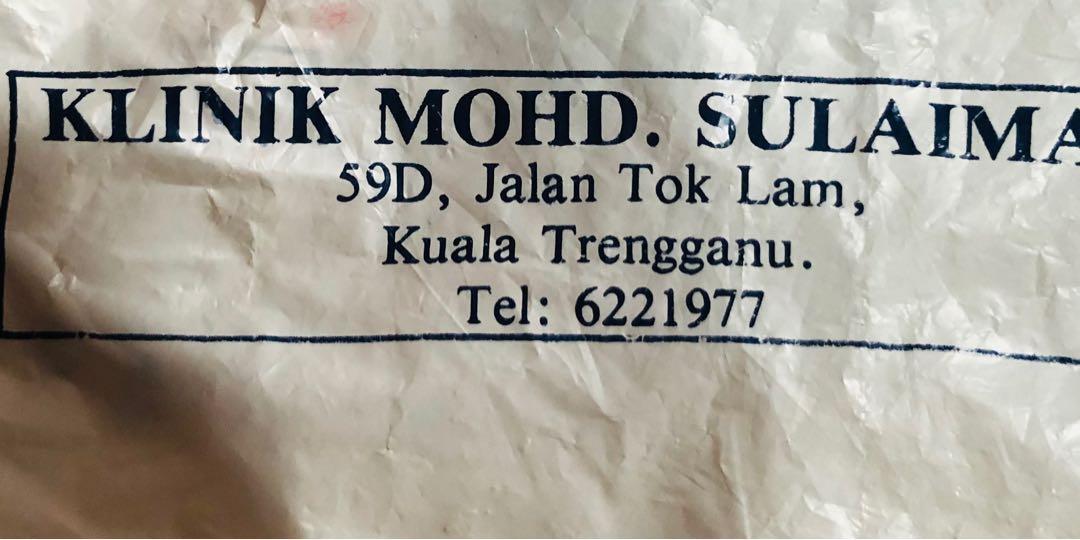 KLINIK MOHD. SULAIMA
59D, Jalan Tok Lam,
Kuala Trengganu.
Tel: 6221977